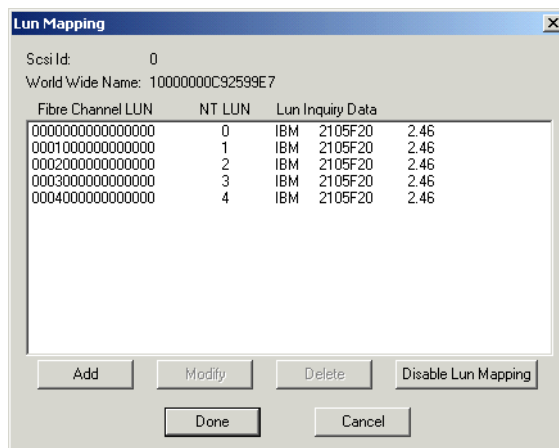 Lun Mapping
Scsi Id: 0
World Wide Name: 10000000C92599E7
Fibre Channel LUN NT LUN Lun Inquiry Data
0000000000000000 0 IBM 2105F20 2.46
0001000000000000 1 IBM 2105F20 2.46
0002000000000000 2 IBM 2105F20 2.46
0003000000000000 3 IBM 2105F20 2.46
0004000000000000 4 IBM 2105F20 2.46
Add Modify Delete Disable Lun Mapping
Done Cancel